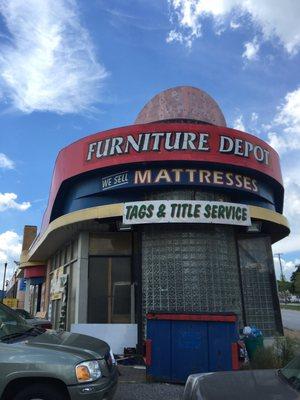 FURNITURE DEPOT
WE SELL MATTRESSES
TAGS & TITLE SERVICE